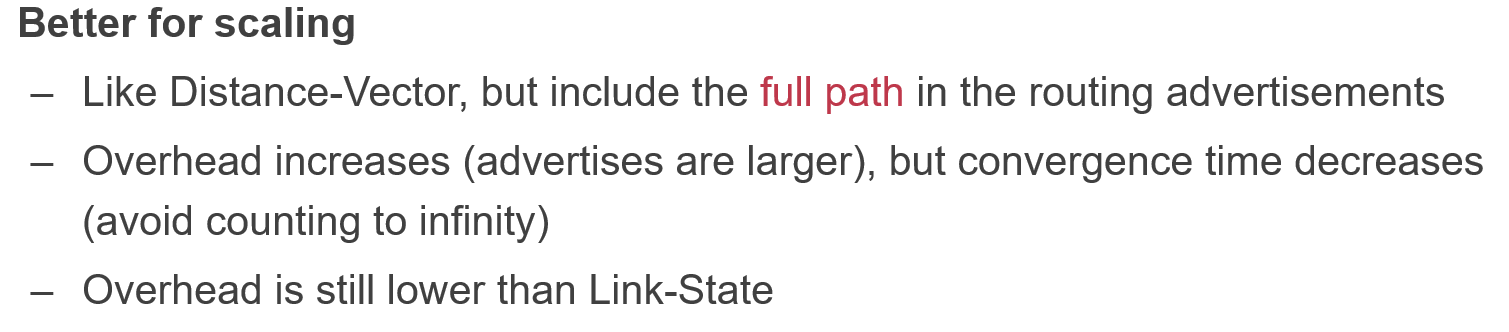 Better for scaling
– Like Distance-Vector, but include the full path in the routing advertisements
– Overhead increases (advertises are larger), but convergence time decreases
(avoid counting to infinity)
– Overhead is still lower than Link-State